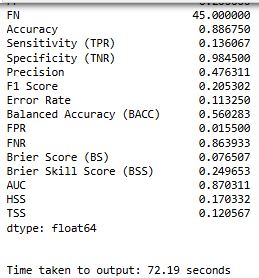 FN 45.000000
Accuracy 0.886750
Sensitivity (TPR) 0.136067
Specificity (TNR) 0.984500
Precision 0.476311
F1 Score 0.205302
Error Rate 0.113250
Balanced Accuracy (BACC) 0.560283
FPR 0.015500
FNR 0.863933
Brier Score (BS) 0.076507
Brier Skill Score (BSS) 0.249653
AUC 0.870311
HSS 0.170332
TSS 0.120567
dtype: float64
Time taken to output: 72.19 seconds